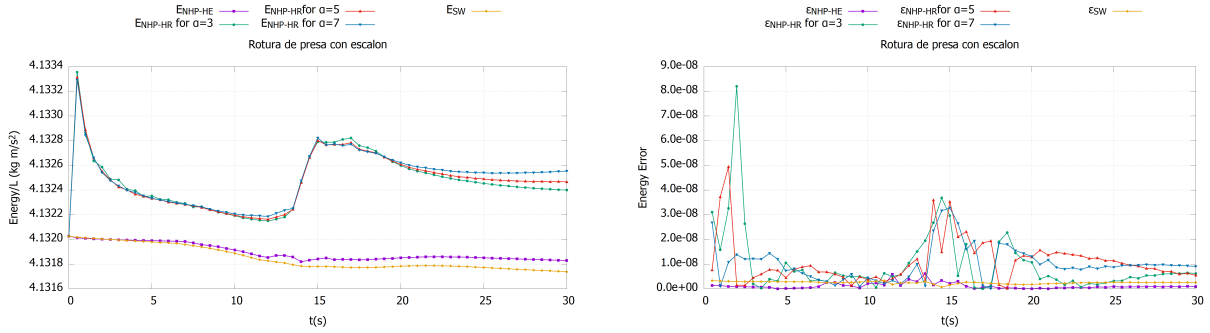 E_NHP-HE E_NHP-HR for α=5 E_SW
E_NHP-HR for α=3 E_NHP-HR for α=7
Rotura de presa con escalon
4.1334
4.1332
4.1330
4.1328
4.1326
4.1324
4.1322
4.1320
4.1318
4.1316
Energy/L (kg m/s²)
0 5 10 15 20 25 30
t(s)
ε_NHP-HE ε_NHP-HR for α=5 ε_SW
ε_NHP-HR for α=3 ε_NHP-HR for α=7
Rotura de presa con escalon
9.0e-08
8.0e-08
7.0e-08
6.0e-08
5.0e-08
4.0e-08
3.0e-08
2.0e-08
1.0e-08
0.0e+00
Energy Error
0 5 10 15 20 25 30
t(s)